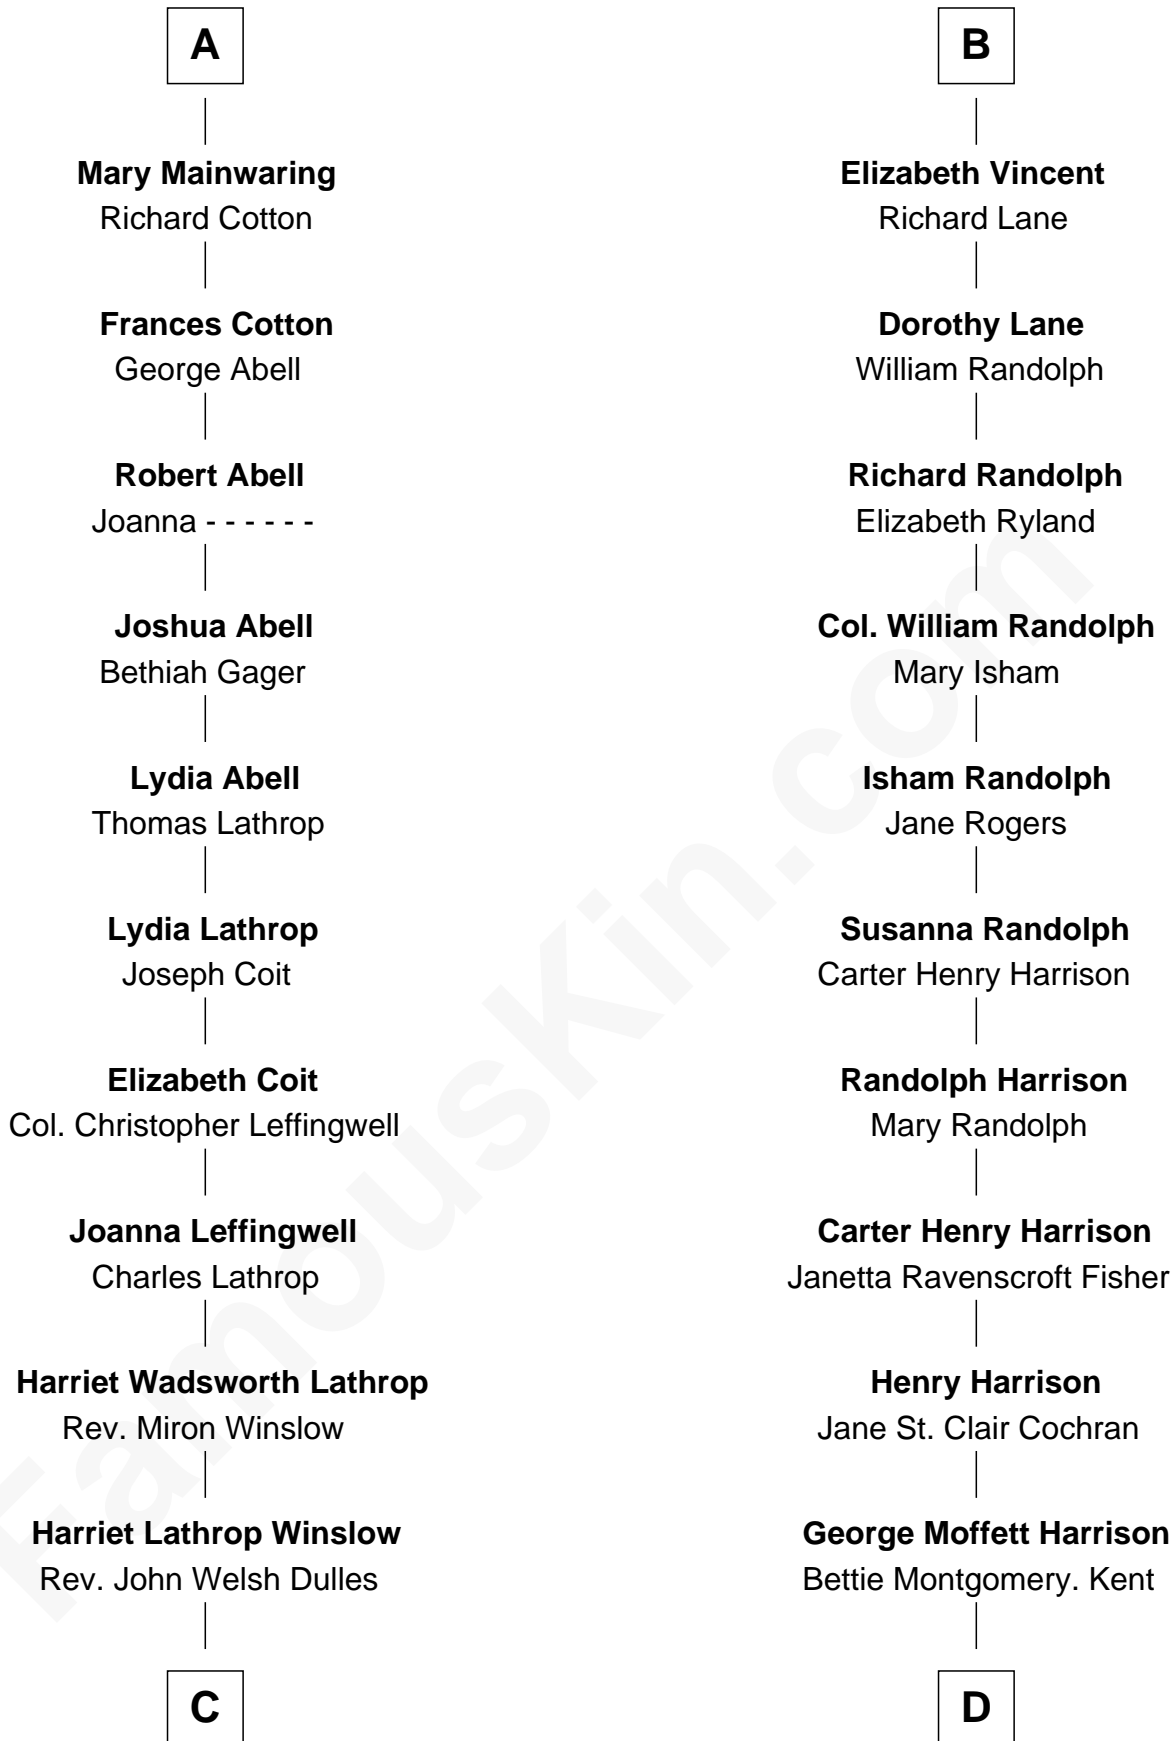 A
Mary Mainwaring
Richard Cotton
Frances Cotton
George Abell
Robert Abell
Joanna - - - - - -
Joshua Abell
Bethiah Gager
Lydia Abell
Thomas Lathrop
Lydia Lathrop
Joseph Coit
Elizabeth Coit
Col. Christopher Leffingwell
Joanna Leffingwell
Charles Lathrop
Harriet Wadsworth Lathrop
Rev. Miron Winslow
Harriet Lathrop Winslow
Rev. John Welsh Dulles
C
B
Elizabeth Vincent
Richard Lane
Dorothy Lane
William Randolph
Richard Randolph
Elizabeth Ryland
Col. William Randolph
Mary Isham
Isham Randolph
Jane Rogers
Susanna Randolph
Carter Henry Harrison
Randolph Harrison
Mary Randolph
Carter Henry Harrison
Janetta Ravenscroft Fisher
Henry Harrison
Jane St. Clair Cochran
George Moffett Harrison
Bettie Montgomery. Kent
D
FamousKin.com